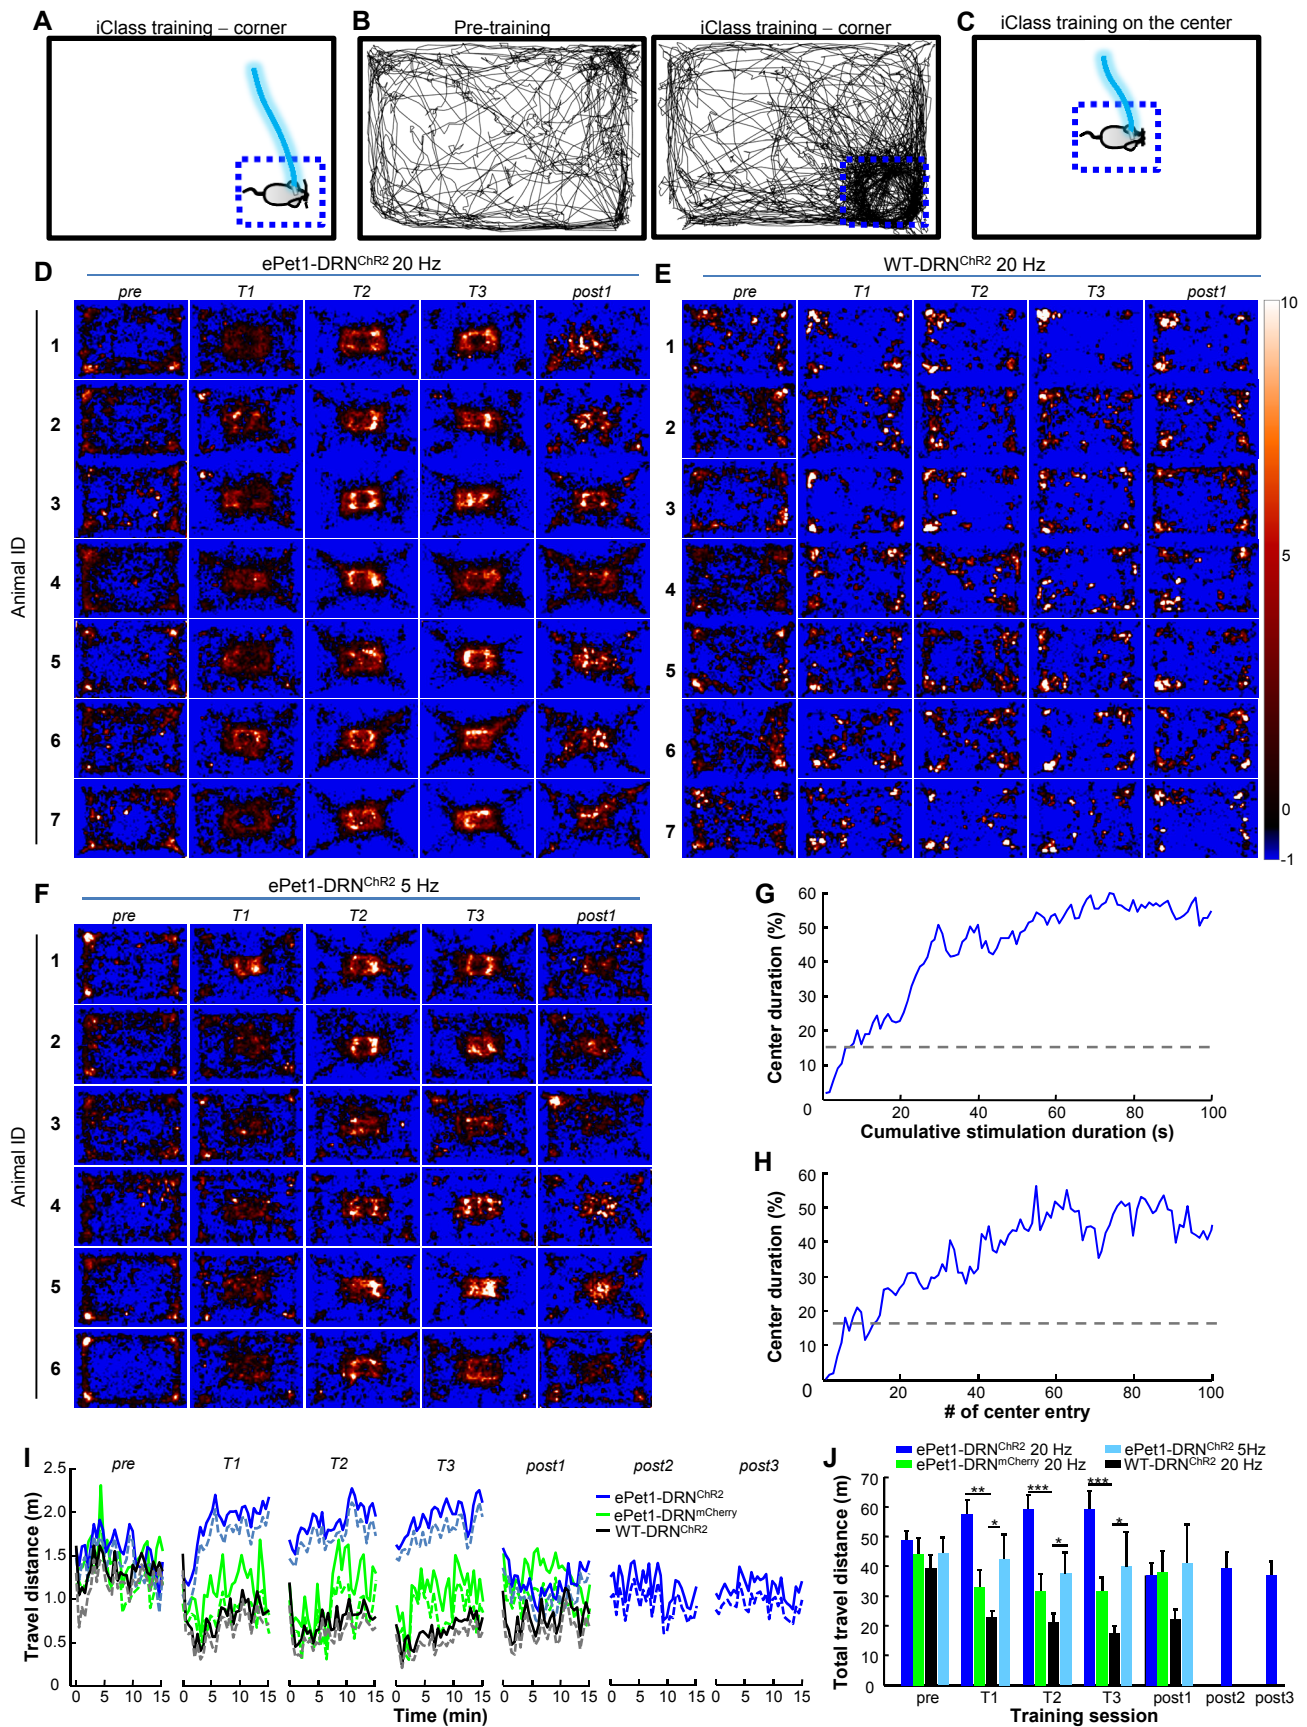 A
iClass training – corner
B
Pre-training
iClass training – corner
C
iClass training on the center
D
ePet1-DRNChR2 20 Hz
pre T1 T2 T3 post1
Animal ID
1
2
3
4
5
6
7
E
WT-DRNChR2 20 Hz
pre T1 T2 T3 post1
1
2
3
4
5
6
7
10
5
0
-1
F
ePet1-DRNChR2 5 Hz
pre T1 T2 T3 post1
Animal ID
1
2
3
4
5
6
G
Center duration (%)
60
50
40
30
20
10
0
20 40 60 80 100
Cumulative stimulation duration (s)
H
Center duration (%)
60
50
40
30
20
10
0
20 40 60 80 100
# of center entry
I
pre T1 T2 T3 post1 post2 post3
Travel distance (m)
2.5
2.0
1.5
1.0
0.5
0
ePet1-DRNChR2
ePet1-DRNmCherry
WT-DRNChR2
0 5 10 15 0 5 10 15 0 5 10 15 0 5 10 15 0 5 10 15 0 5 10 15 0 5 10 15
Time (min)
J
ePet1-DRNChR2 20 Hz
ePet1-DRNChR2 5Hz
ePet1-DRNmCherry 20 Hz
WT-DRNChR2 20 Hz
Total travel distance (m)
70
60
50
40
30
20
10
0
** *** ***
* * *
pre T1 T2 T3 post1 post2 post3
Training session